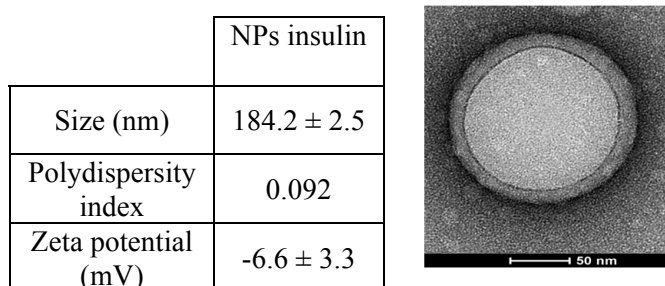 NPs insulin
Size (nm)
184.2 ± 2.5
Polydispersity
index
0.092
Zeta potential
(mV)
-6.6 ± 3.3
50 nm